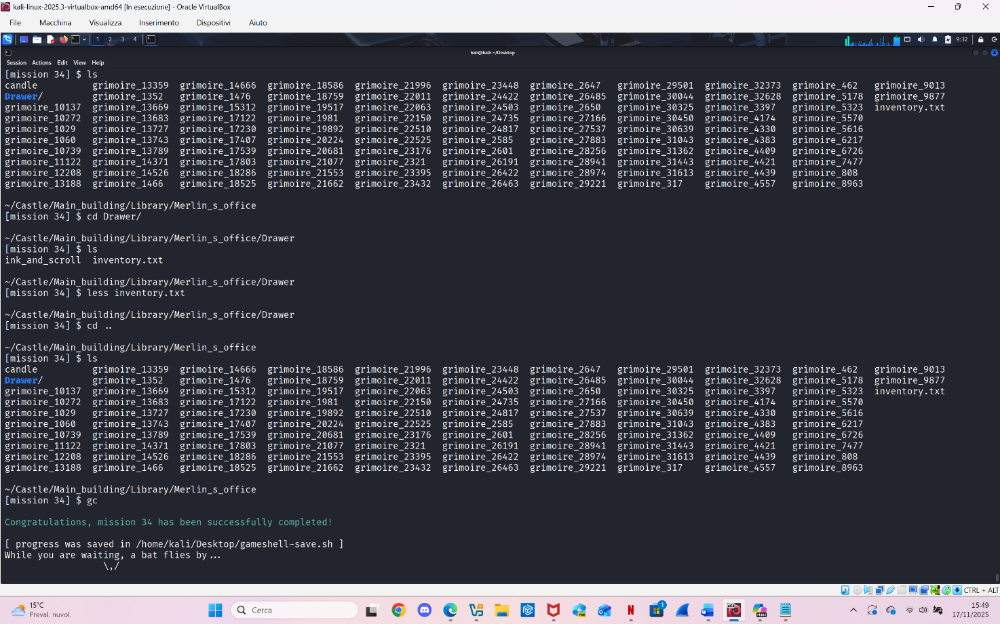 kali-linux-2025.3-virtualbox-amd64 [In esecuzione] - Oracle VirtualBox
File Macchina Visualizza Inserimento Dispositivi Aiuto
1 2 3 4 9:32
kali@kali: ~/Desktop
Session Actions Edit View Help
[mission 34] $ ls
candle grimoire_13359 grimoire_14666 grimoire_18586 grimoire_21996 grimoire_23448 grimoire_2647 grimoire_29501 grimoire_32373 grimoire_462 grimoire_9013
Drawer/ grimoire_1352 grimoire_1476 grimoire_18759 grimoire_22011 grimoire_24422 grimoire_26485 grimoire_30044 grimoire_32628 grimoire_5178 grimoire_9877
grimoire_10137 grimoire_13669 grimoire_15312 grimoire_19517 grimoire_22063 grimoire_24503 grimoire_2650 grimoire_30325 grimoire_3397 grimoire_5323 inventory.txt
grimoire_10272 grimoire_13683 grimoire_17122 grimoire_1981 grimoire_22150 grimoire_24735 grimoire_27166 grimoire_30450 grimoire_4174 grimoire_5570
grimoire_1029 grimoire_13727 grimoire_17230 grimoire_19892 grimoire_22510 grimoire_24817 grimoire_27537 grimoire_30639 grimoire_4330 grimoire_5616
grimoire_1060 grimoire_13743 grimoire_17407 grimoire_20224 grimoire_22525 grimoire_2585 grimoire_27883 grimoire_31043 grimoire_4383 grimoire_6217
grimoire_10739 grimoire_13789 grimoire_17539 grimoire_20681 grimoire_23176 grimoire_2601 grimoire_28256 grimoire_31362 grimoire_4409 grimoire_6726
grimoire_11122 grimoire_14371 grimoire_17803 grimoire_21077 grimoire_2321 grimoire_26191 grimoire_28941 grimoire_31443 grimoire_4421 grimoire_7477
grimoire_12208 grimoire_14526 grimoire_18286 grimoire_21553 grimoire_23395 grimoire_26422 grimoire_28974 grimoire_31613 grimoire_4439 grimoire_808
grimoire_13188 grimoire_1466 grimoire_18525 grimoire_21662 grimoire_23432 grimoire_26463 grimoire_29221 grimoire_317 grimoire_4557 grimoire_8963
~/Castle/Main_building/Library/Merlin_s_office
[mission 34] $ cd Drawer/
~/Castle/Main_building/Library/Merlin_s_office/Drawer
[mission 34] $ ls
ink_and_scroll inventory.txt
~/Castle/Main_building/Library/Merlin_s_office/Drawer
[mission 34] $ less inventory.txt
~/Castle/Main_building/Library/Merlin_s_office/Drawer
[mission 34] $ cd ..
~/Castle/Main_building/Library/Merlin_s_office
[mission 34] $ ls
candle grimoire_13359 grimoire_14666 grimoire_18586 grimoire_21996 grimoire_23448 grimoire_2647 grimoire_29501 grimoire_32373 grimoire_462 grimoire_9013
Drawer/ grimoire_1352 grimoire_1476 grimoire_18759 grimoire_22011 grimoire_24422 grimoire_26485 grimoire_30044 grimoire_32628 grimoire_5178 grimoire_9877
grimoire_10137 grimoire_13669 grimoire_15312 grimoire_19517 grimoire_22063 grimoire_24503 grimoire_2650 grimoire_30325 grimoire_3397 grimoire_5323 inventory.txt
grimoire_10272 grimoire_13683 grimoire_17122 grimoire_1981 grimoire_22150 grimoire_24735 grimoire_27166 grimoire_30450 grimoire_4174 grimoire_5570
grimoire_1029 grimoire_13727 grimoire_17230 grimoire_19892 grimoire_22510 grimoire_24817 grimoire_27537 grimoire_30639 grimoire_4330 grimoire_5616
grimoire_1060 grimoire_13743 grimoire_17407 grimoire_20224 grimoire_22525 grimoire_2585 grimoire_27883 grimoire_31043 grimoire_4383 grimoire_6217
grimoire_10739 grimoire_13789 grimoire_17539 grimoire_20681 grimoire_23176 grimoire_2601 grimoire_28256 grimoire_31362 grimoire_4409 grimoire_6726
grimoire_11122 grimoire_14371 grimoire_17803 grimoire_21077 grimoire_2321 grimoire_26191 grimoire_28941 grimoire_31443 grimoire_4421 grimoire_7477
grimoire_12208 grimoire_14526 grimoire_18286 grimoire_21553 grimoire_23395 grimoire_26422 grimoire_28974 grimoire_31613 grimoire_4439 grimoire_808
grimoire_13188 grimoire_1466 grimoire_18525 grimoire_21662 grimoire_23432 grimoire_26463 grimoire_29221 grimoire_317 grimoire_4557 grimoire_8963
~/Castle/Main_building/Library/Merlin_s_office
[mission 34] $ gc
Congratulations, mission 34 has been successfully completed!
[ progress was saved in /home/kali/Desktop/gameshell-save.sh ]
While you are waiting, a bat flies by...
\,/
CTRL + ALT
15°C
Preval. nuvol.
Cerca
1
15:49
17/11/2025